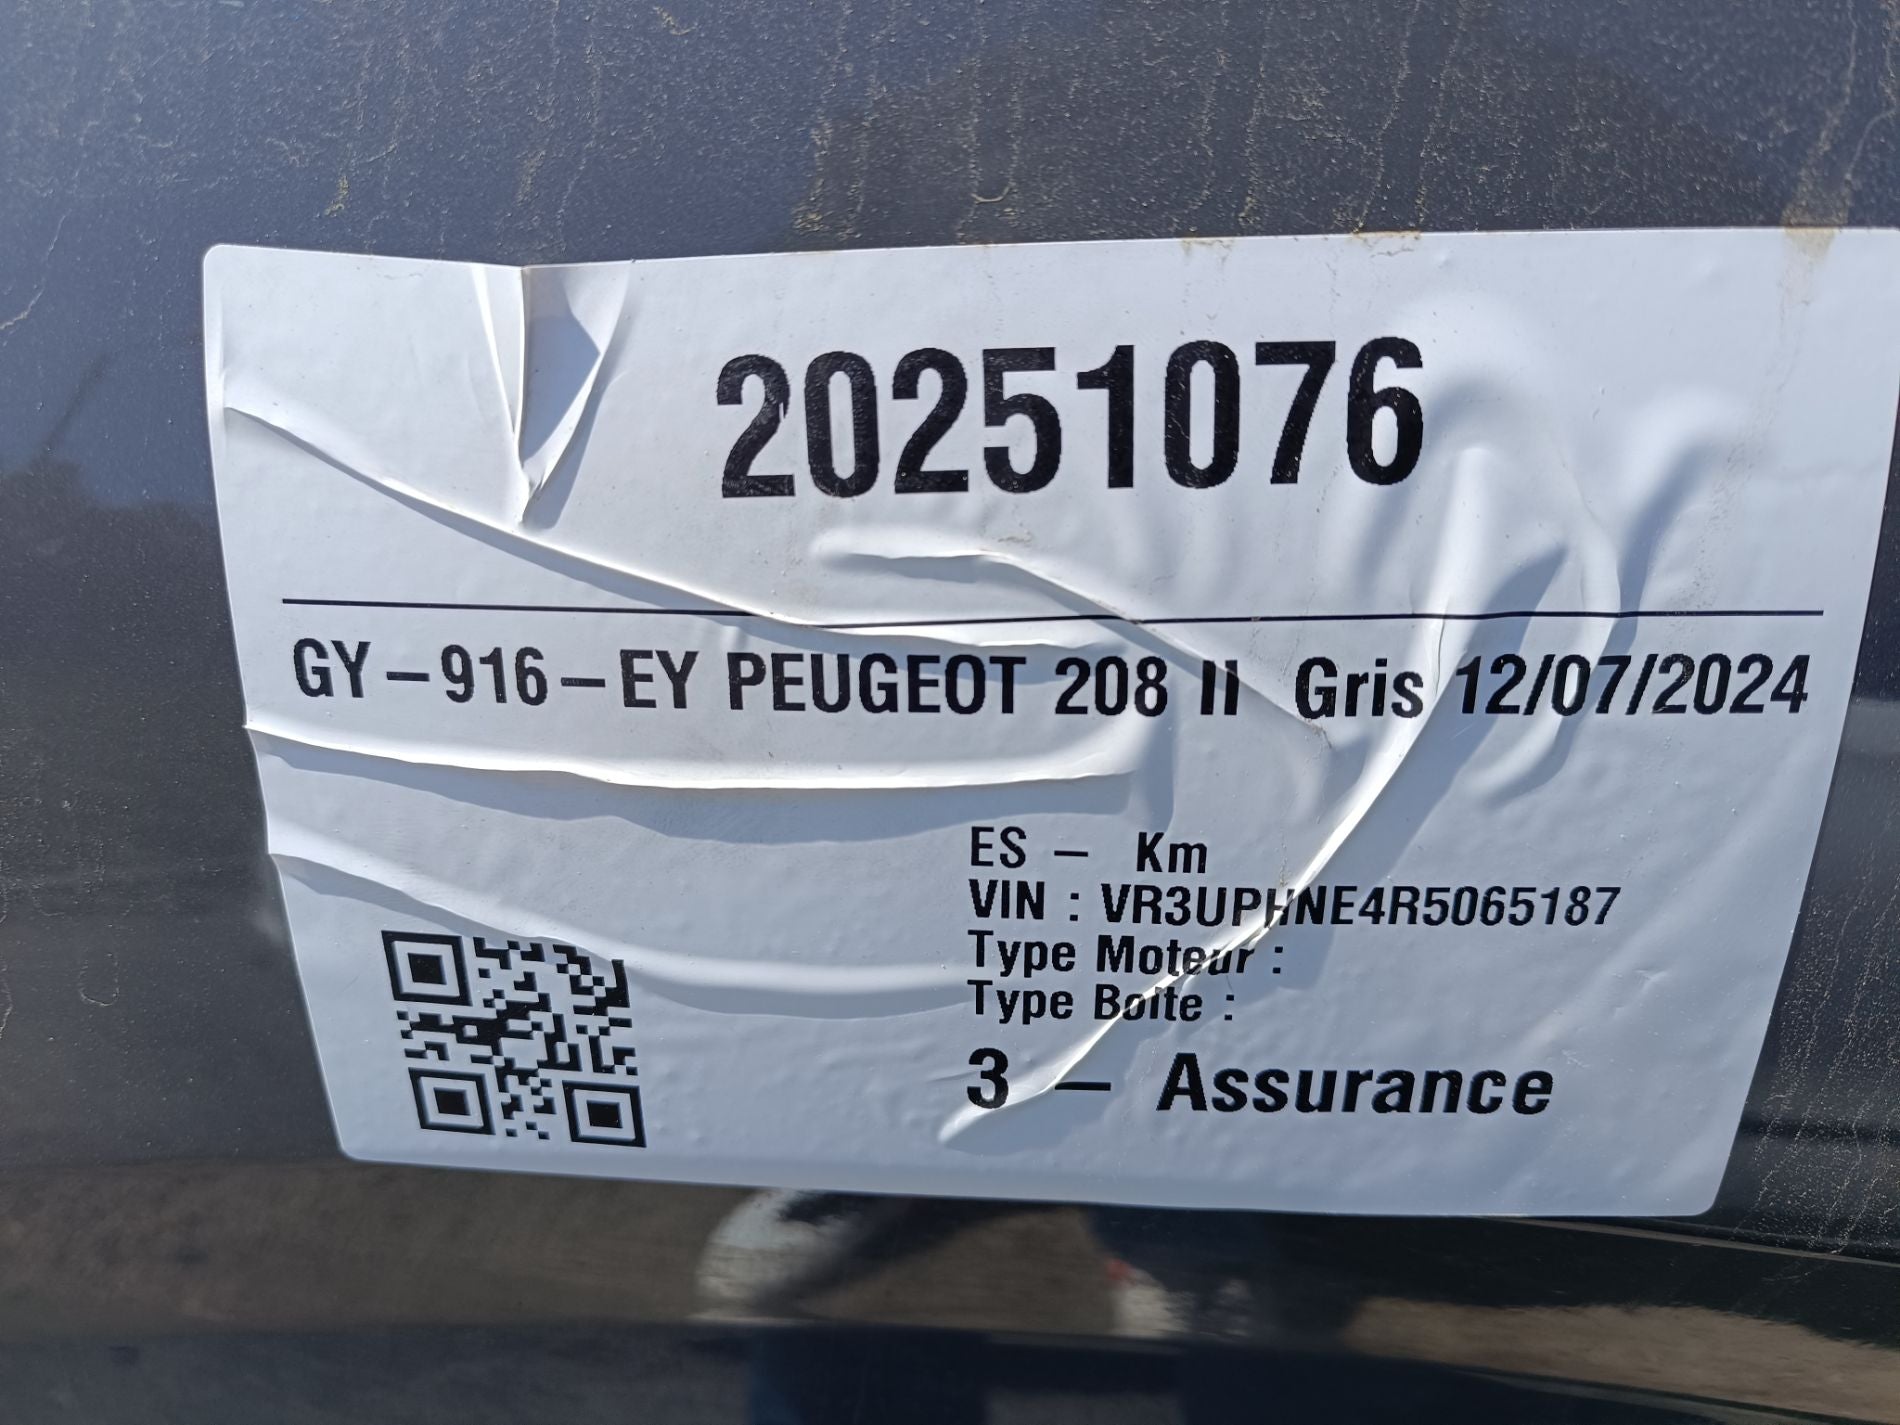 20251076
GY-916-EY PEUGEOT 208 II Gris 12/07/2024
ES - Km
VIN : VR3UPHNE4R5065187
Type Moteur :
Type Boite :
3 - Assurance